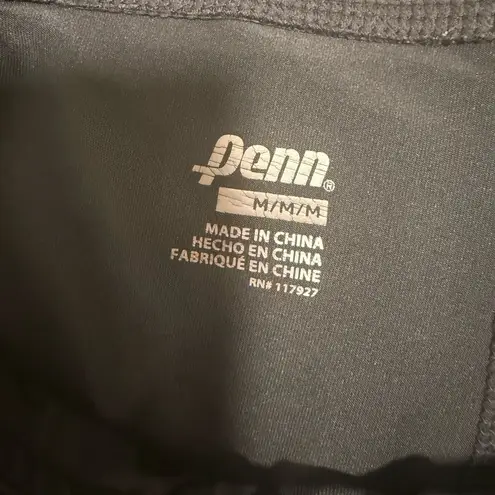 Penn®
M/M/M
MADE IN CHINA
HECHO EN CHINA
FABRIQUÉ EN CHINE
RN# 117927